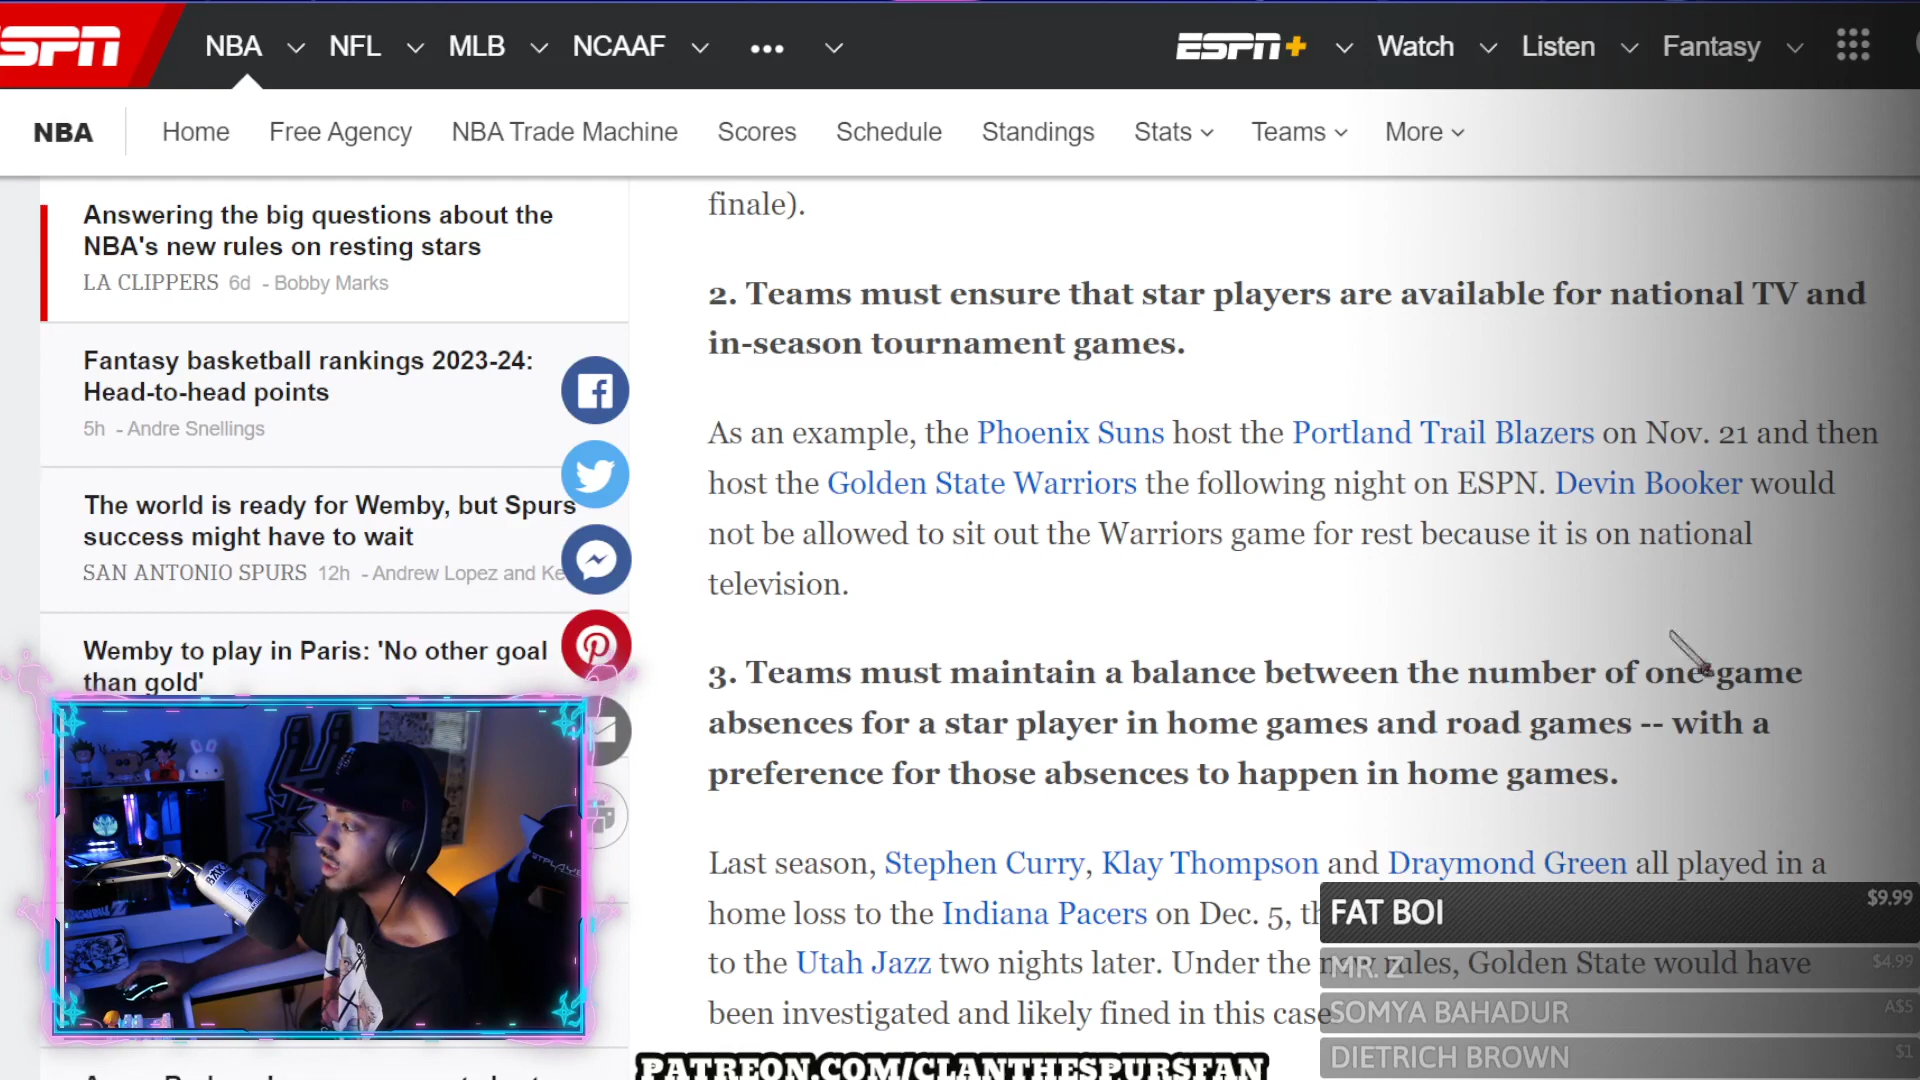 ESPN
NBA
NFL
MLB
NCAAF
ESPN+
Watch
Listen
Fantasy
NBA
Home
Free Agency
NBA Trade Machine
Scores
Schedule
Standings
Stats
Teams
More
Answering the big questions about the
NBA's new rules on resting stars
LA CLIPPERS 6d - Bobby Marks
Fantasy basketball rankings 2023-24:
Head-to-head points
5h - Andre Snellings
The world is ready for Wemby, but Spurs
success might have to wait
SAN ANTONIO SPURS 12h - Andrew Lopez and
Wemby to play in Paris: 'No other goal
than gold'
finale).
2. Teams must ensure that star players are available for national TV and
in-season tournament games.
As an example, the Phoenix Suns host the Portland Trail Blazers on Nov. 21 and then
host the Golden State Warriors the following night on ESPN. Devin Booker would
not be allowed to sit out the Warriors game for rest because it is on national
television.
3. Teams must maintain a balance between the number of one-game
absences for a star player in home games and road games -- with a
preference for those absences to happen in home games.
Last season, Stephen Curry, Klay Thompson and Draymond Green all played in a
home loss to the Indiana Pacers on Dec. 5,
to the Utah Jazz two nights later. Under the new rules, Golden State would have
been investigated and likely fined in this case
FAT BOI $9.99
MR. Z $4.99
SOMYA BAHADUR A$5
DIETRICH BROWN $1
PATREON.COM/CLANTHESPURSFAN